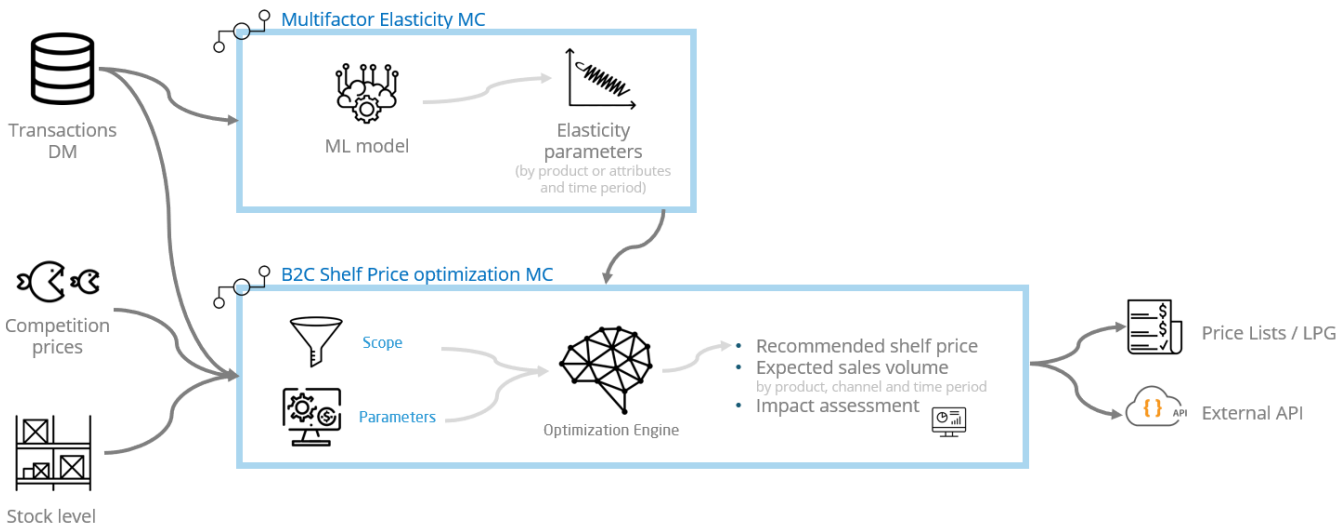 Multifactor Elasticity MC
Transactions
DM
ML model
Elasticity
parameters
(by product or attributes
and time period)
B2C Shelf Price optimization MC
Competition
prices
Stock level
Scope
Parameters
Optimization Engine
• Recommended shelf price
• Expected sales volume
by product, channel and time period
• Impact assessment
$
$
Price Lists / LPG
{ } API
External API